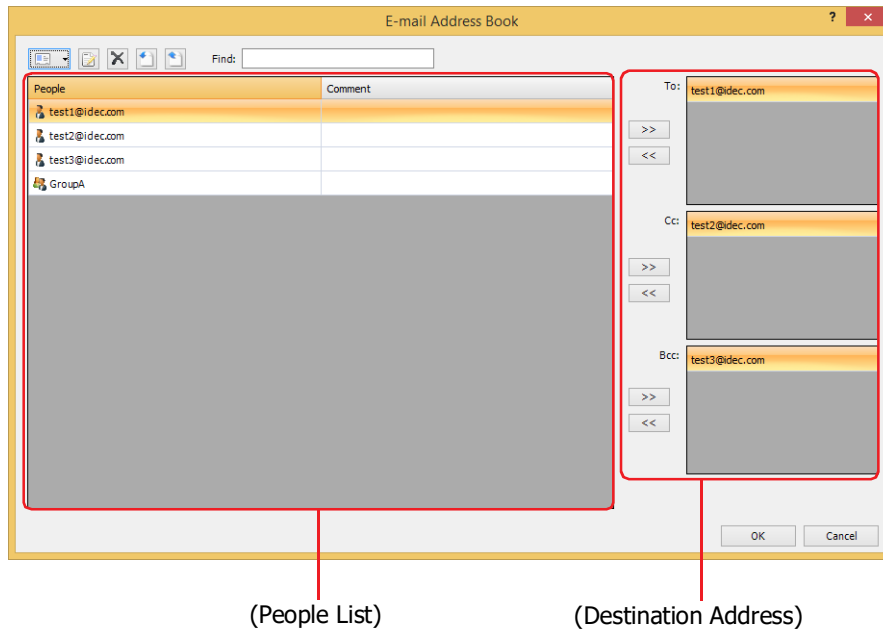 E-mail Address Book
?
Find:
People Comment
test1@idec.com
test2@idec.com
test3@idec.com
GroupA
To: test1@idec.com
>>
<<
Cc: test2@idec.com
>>
<<
Bcc: test3@idec.com
>>
<<
OK Cancel
(People List) (Destination Address)